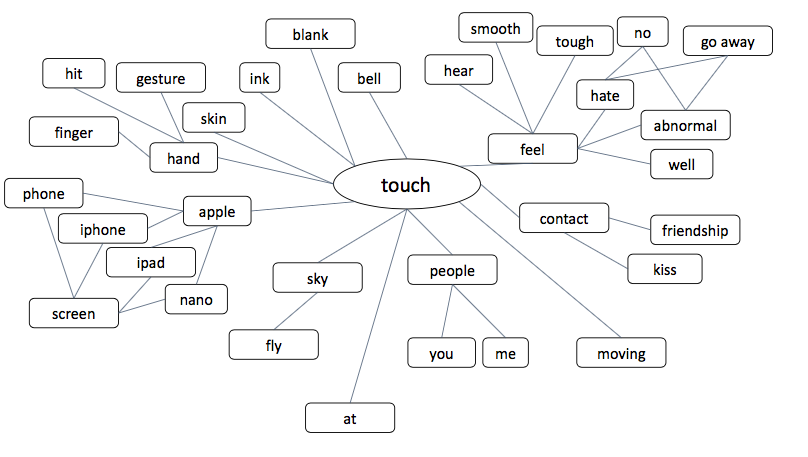 blank
smooth
no
tough
go away
hit
gesture
ink
bell
hear
hate
skin
abnormal
finger
hand
feel
well
touch
phone
apple
iphone
contact
friendship
ipad
sky
people
kiss
nano
screen
fly
you
me
moving
at